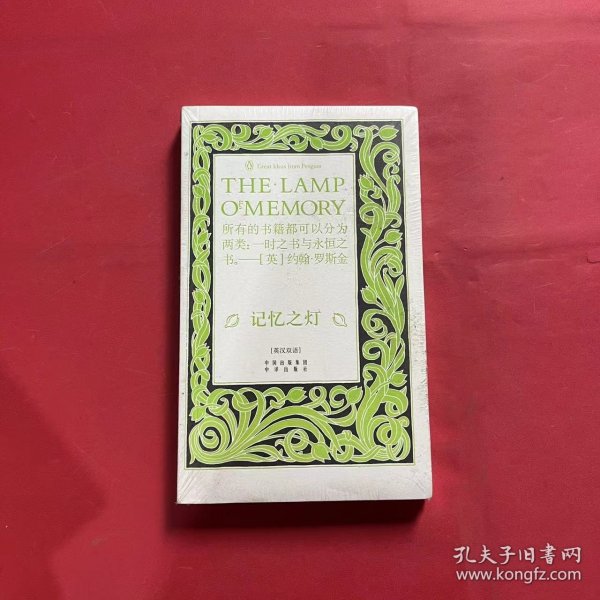 Great Ideas from Penguin
THE·LAMP
OF MEMORY
所有的书籍都可以分为
两类：一时之书与永恒之
书。——［英］约翰·罗斯金
记忆之灯
［英汉双语］
中国出版集团
中译出版社
孔夫子旧书网
www.kongfz.com